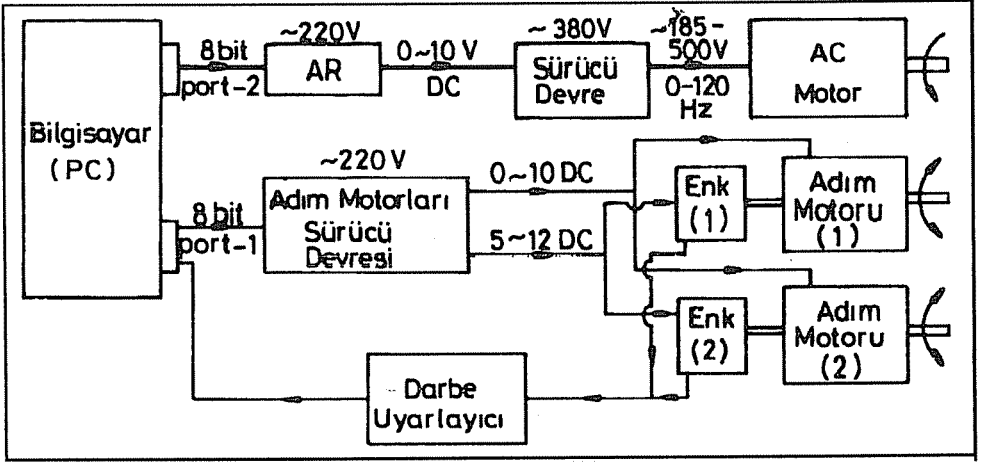 Bilgisayar
(PC)
8 bit
port-2
~220V
AR
0~10 V
DC
~380V
Sürücü
Devre
~185-
500V
0-120
Hz
AC
Motor
8 bit
port-1
~220 V
Adım Motorları
Sürücü
Devresi
0~10 DC
5~12 DC
Enk
(1)
Adım
Motoru
(1)
Enk
(2)
Adım
Motoru
(2)
Darbe
Uyarlayıcı